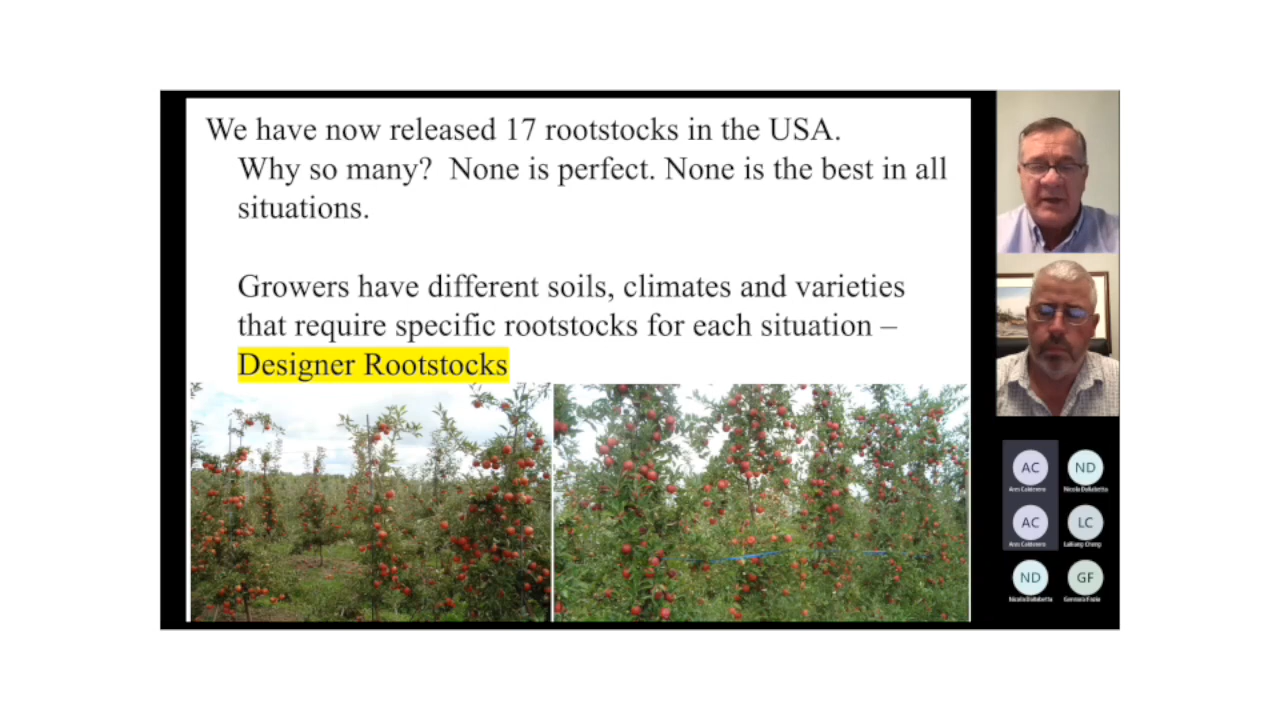 We have now released 17 rootstocks in the USA.
Why so many? None is perfect. None is the best in all
situations.
Growers have different soils, climates and varieties
that require specific rootstocks for each situation –
Designer Rootstocks
AC
ND
AC
LC
ND
GF